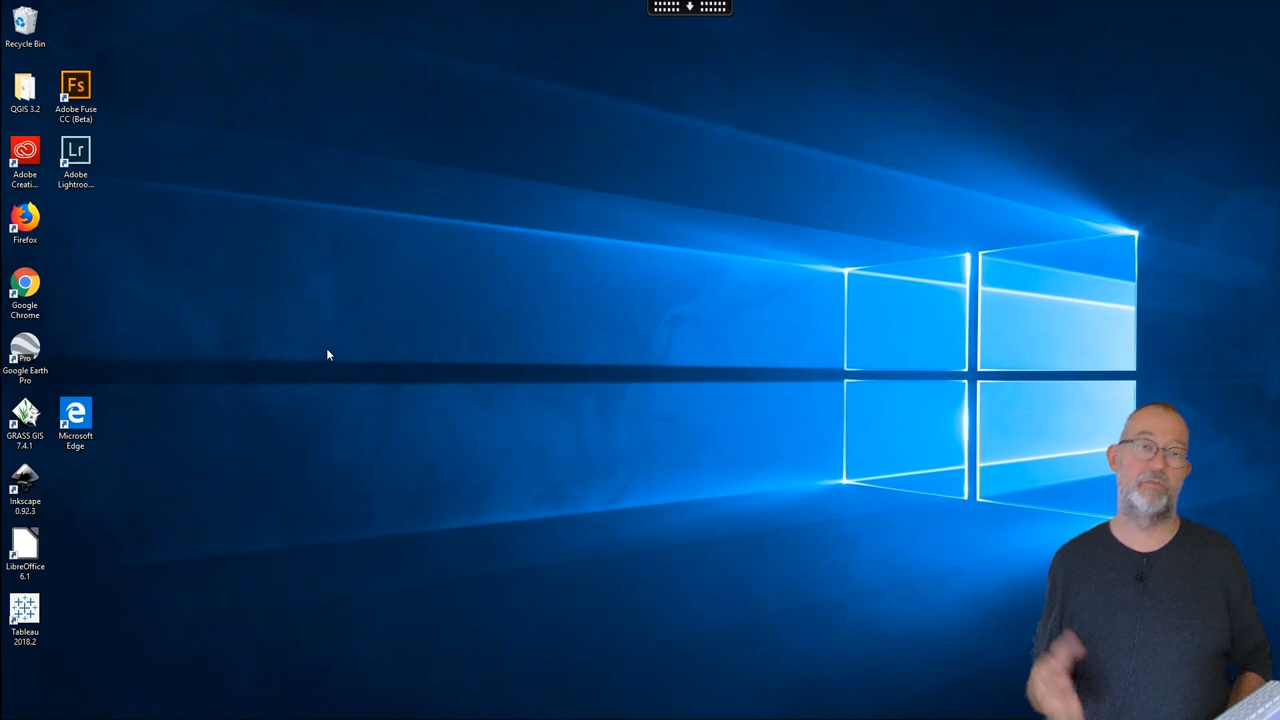 Recycle Bin
QGIS 3.2
Fs
Adobe Fuse
CC (Beta)
Adobe
Creati...
Lr
Adobe
Lightroo...
Firefox
Google
Chrome
Pro
Google Earth
Pro
GRASS GIS
7.4.1
Microsoft
Edge
Inkscape
0.92.3
LibreOffice
6.1
Tableau
2018.2